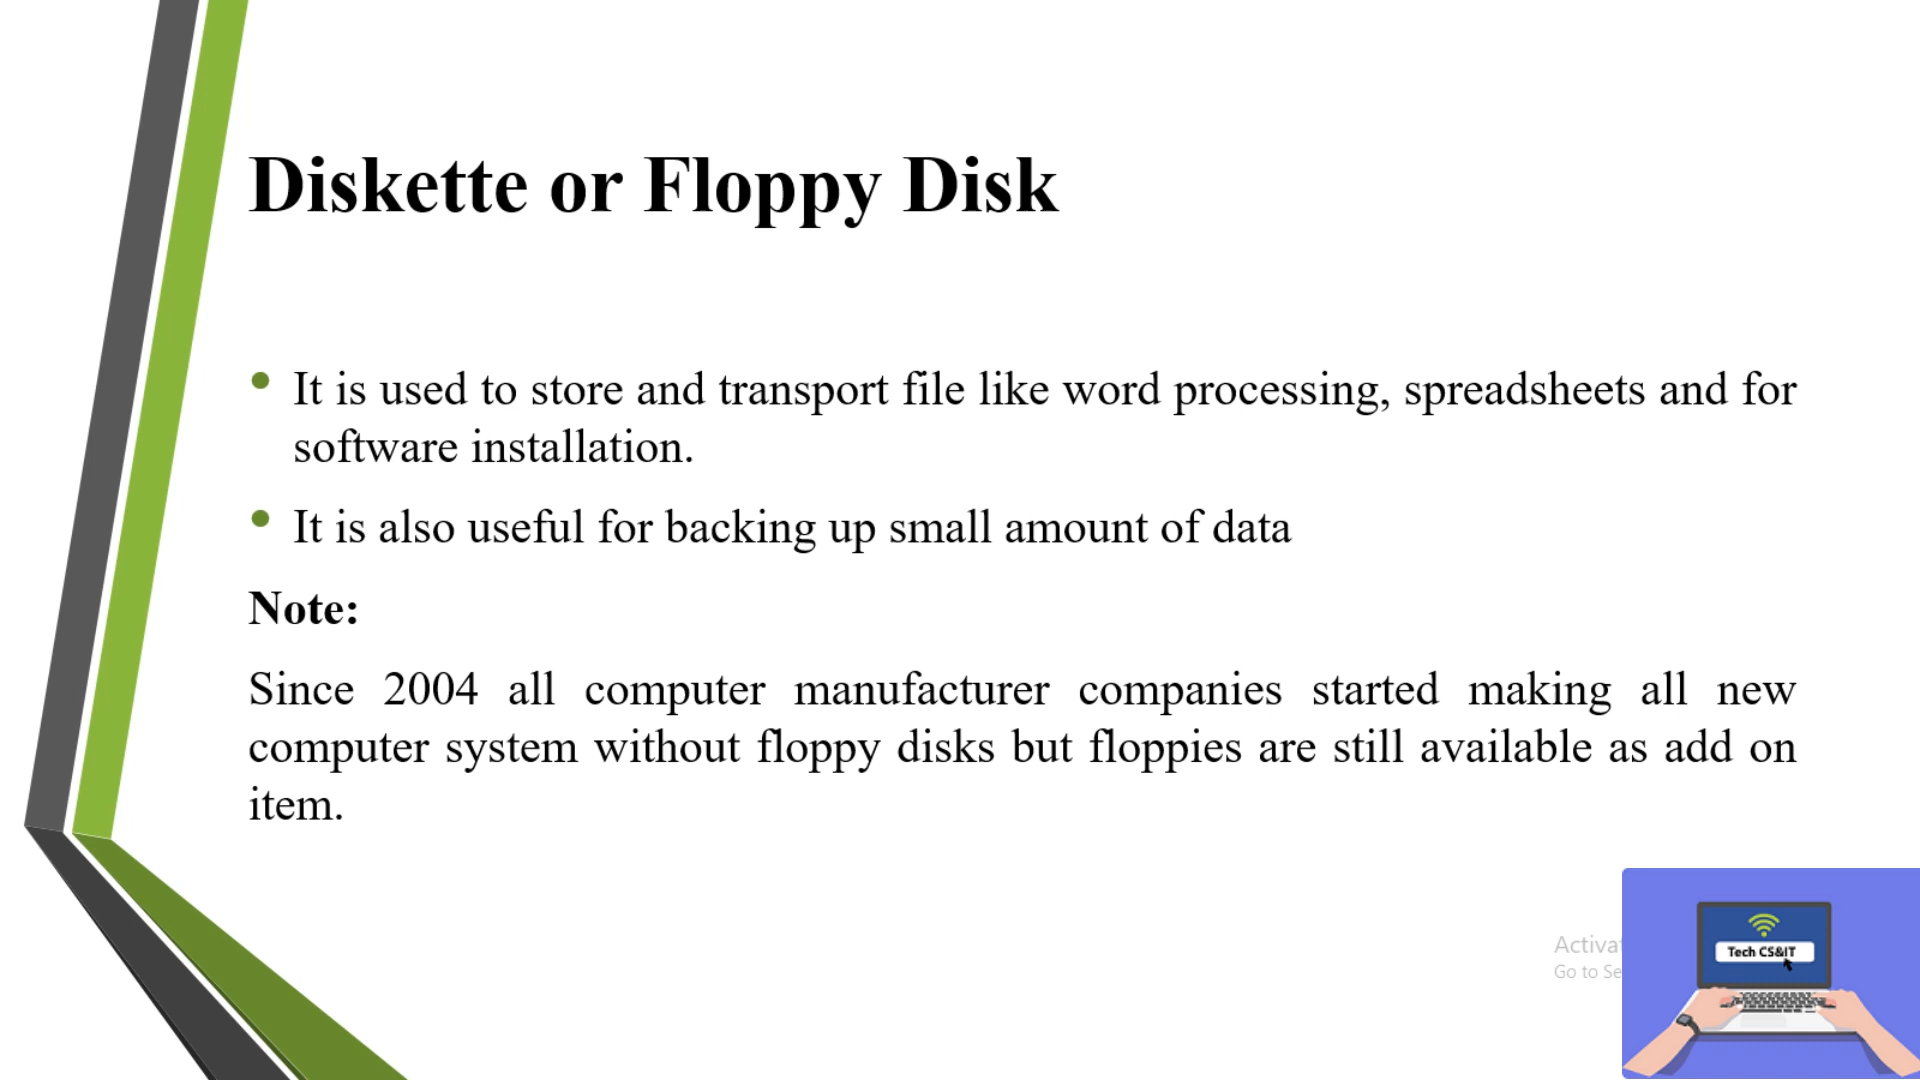 Diskette or Floppy Disk
It is used to store and transport file like word processing, spreadsheets and for
software installation.
It is also useful for backing up small amount of data
Note:
Since 2004 all computer manufacturer companies started making all new
computer system without floppy disks but floppies are still available as add on
item.
Go to
Tech CS&IT